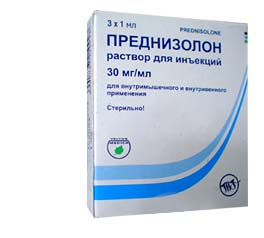 3 x 1 мл PREDNISOLONE
ПРЕДНИЗОЛОН
раствор для инъекций
30 мг/мл
для внутримышечного и внутривенного
применения
Стерильно!